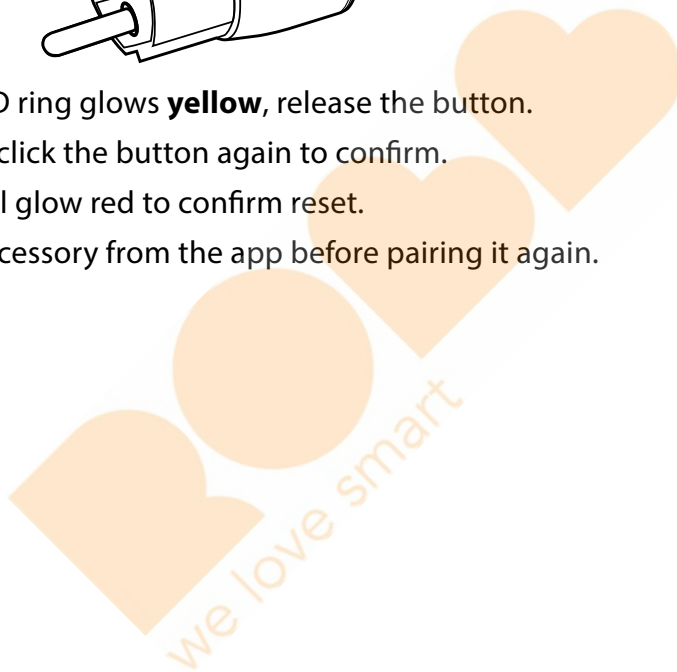 D ring glows yellow, release the button.
click the button again to confirm.
l glow red to confirm reset.
cessory from the app before pairing it again.
we love smart